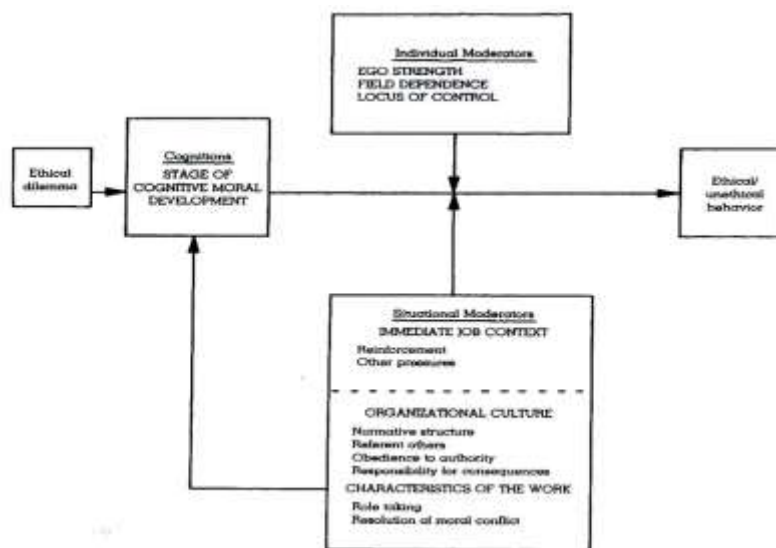 Individual Moderators
EGO STRENGTH
FIELD DEPENDENCE
LOCUS OF CONTROL
Ethical
dilemma
Cognitions
STAGE OF
COGNITIVE MORAL
DEVELOPMENT
Ethical/
unethical
behavior
Situational Moderators
IMMEDIATE JOB CONTEXT
Reinforcement
Other pressures
ORGANIZATIONAL CULTURE
Normative structure
Referent others
Obedience to authority
Responsibility for consequences
CHARACTERISTICS OF THE WORK
Role taking
Resolution of moral conflict